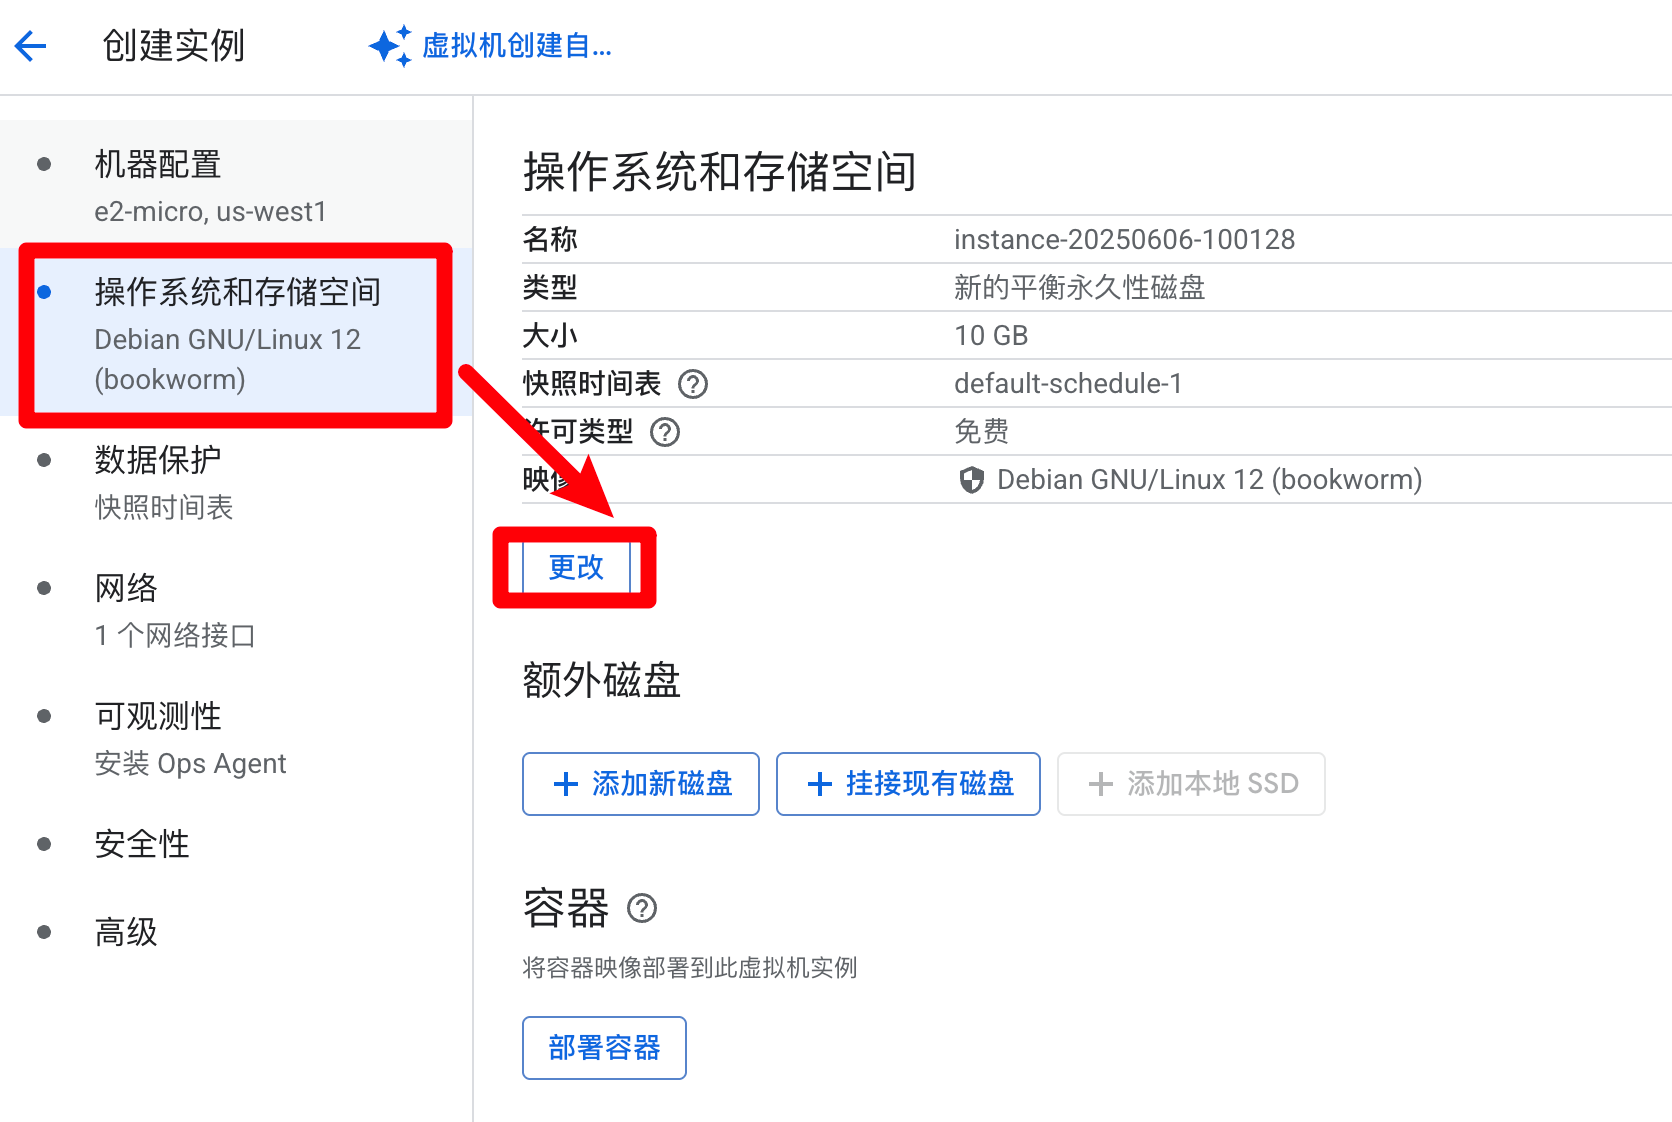 创建实例
虚拟机创建自...
机器配置
e2-micro, us-west1
操作系统和存储空间
Debian GNU/Linux 12
(bookworm)
数据保护
快照时间表
网络
1 个网络接口
可观测性
安装 Ops Agent
安全性
高级
操作系统和存储空间
名称 instance-20250606-100128
类型 新的平衡永久性磁盘
大小 10 GB
快照时间表 default-schedule-1
许可类型 免费
映像 Debian GNU/Linux 12 (bookworm)
更改
额外磁盘
添加新磁盘 挂接现有磁盘 添加本地 SSD
容器
将容器映像部署到此虚拟机实例
部署容器